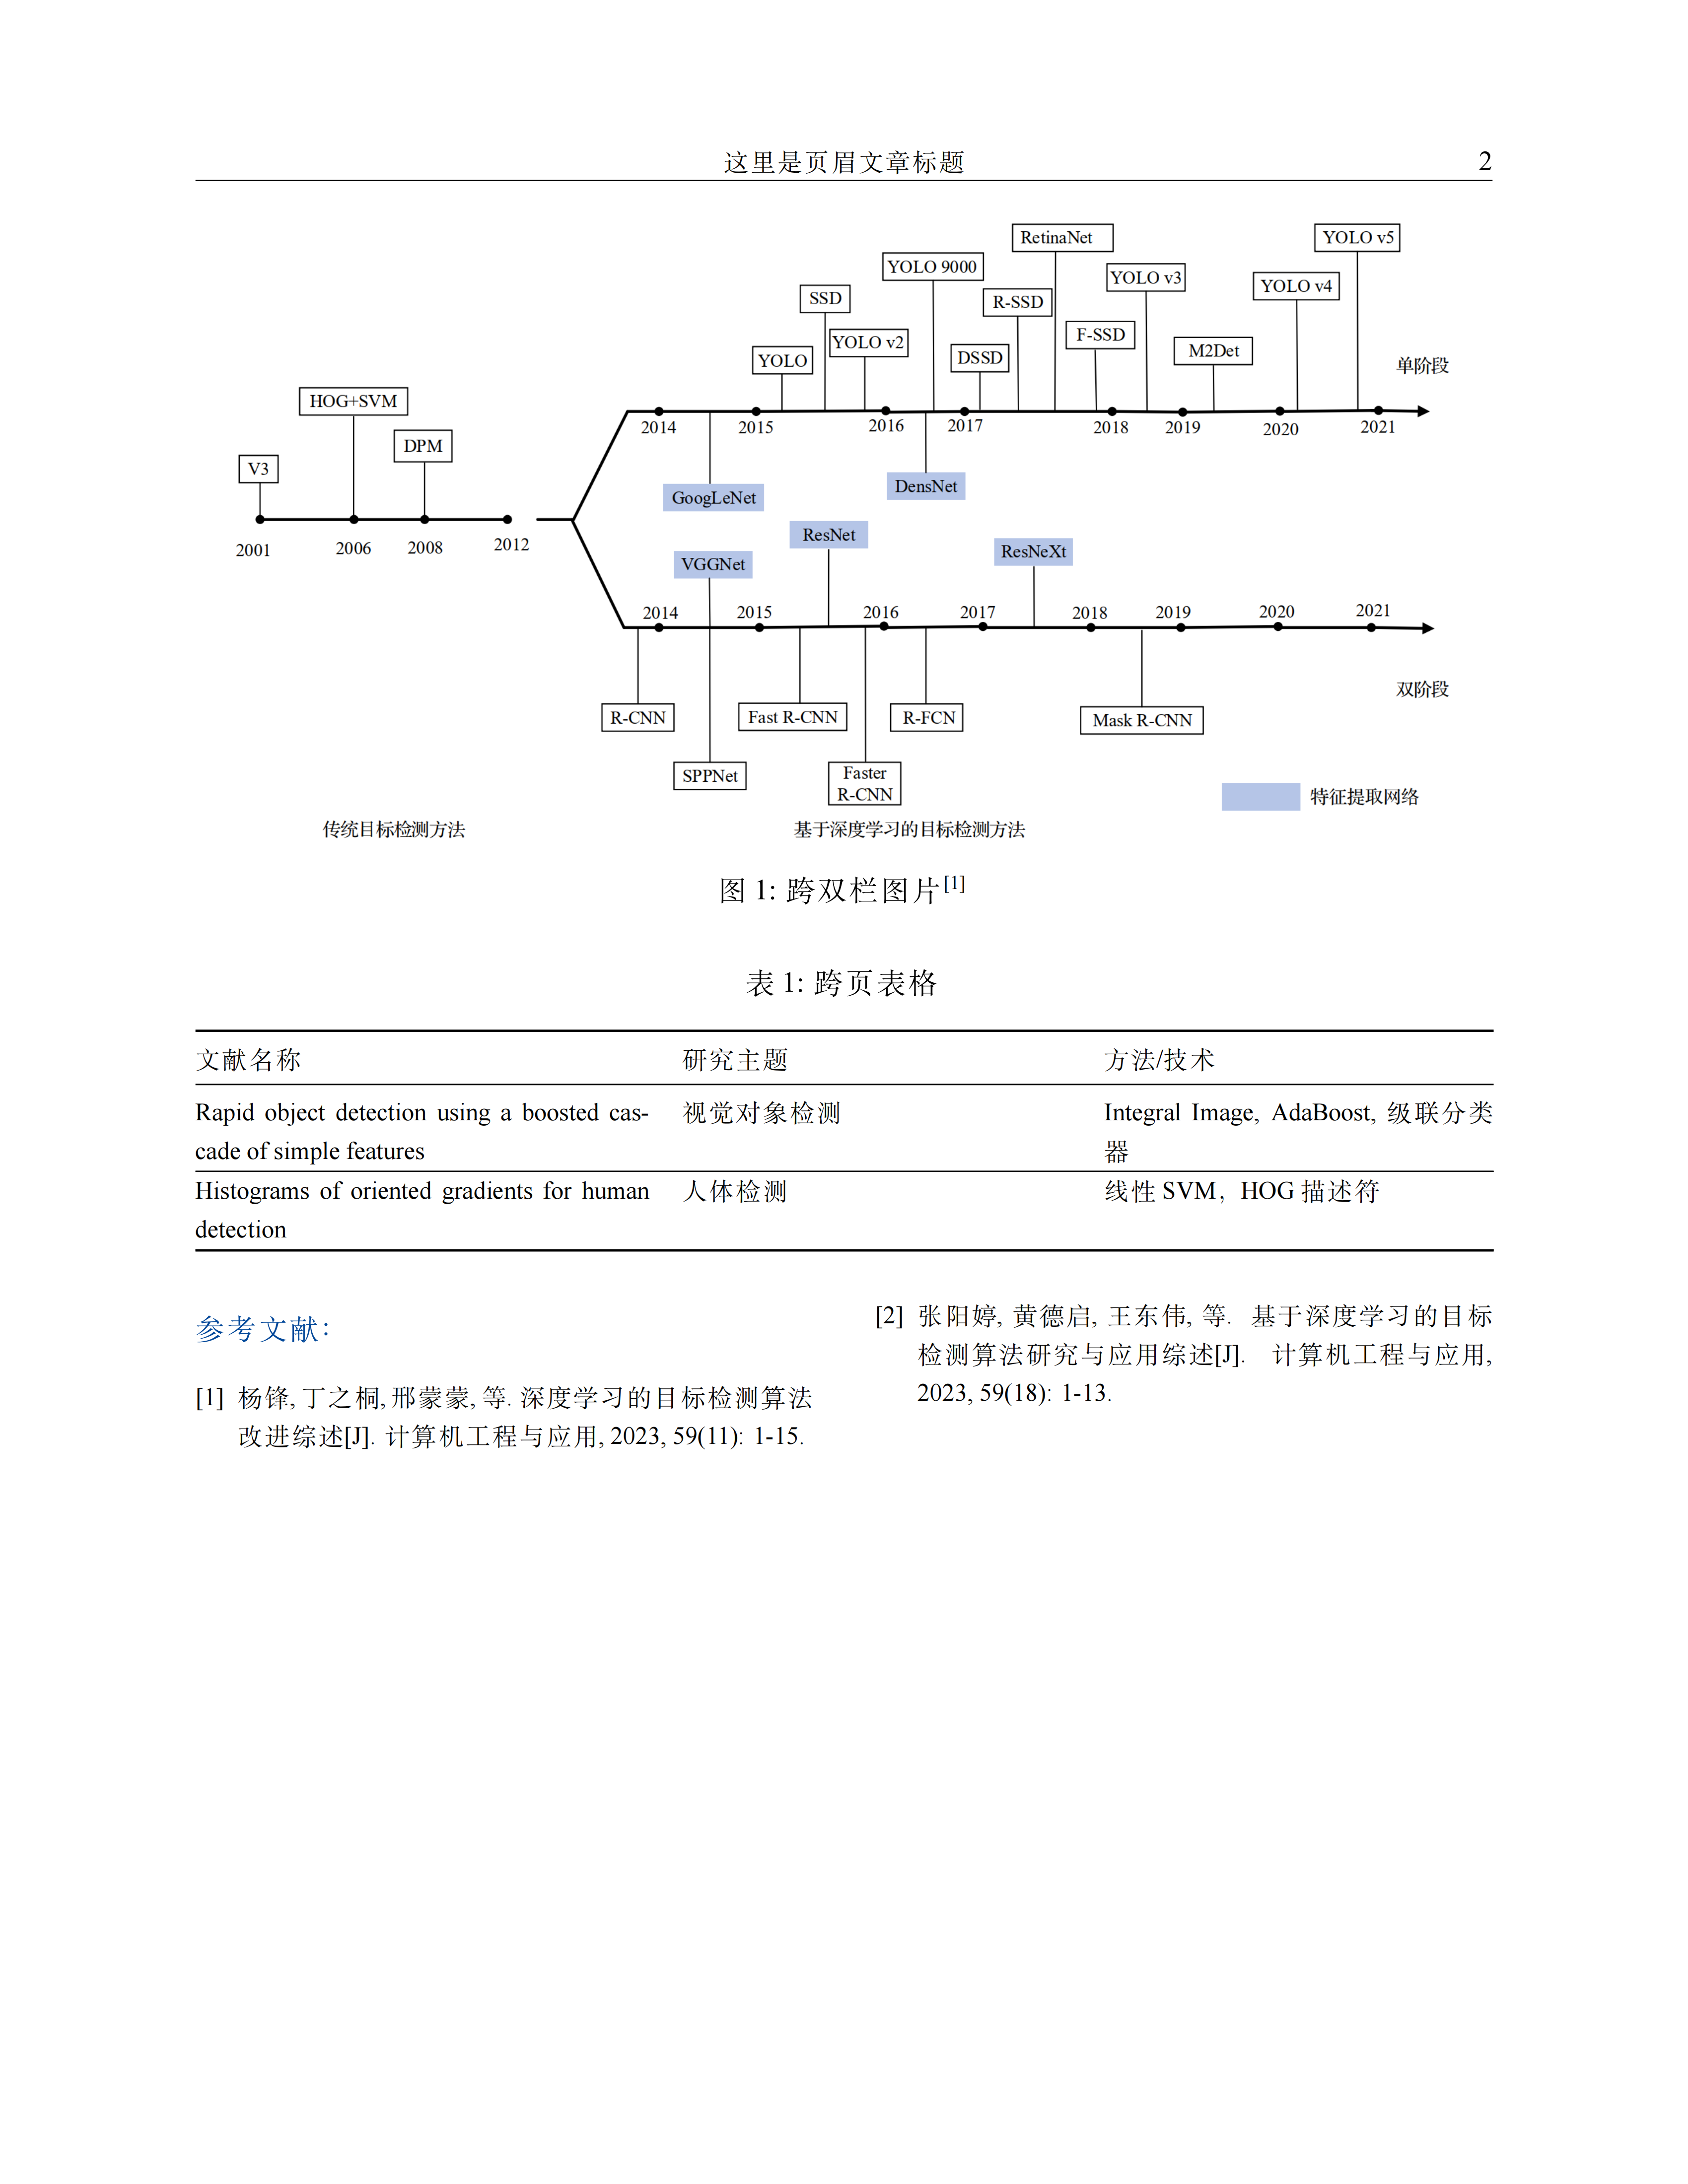 这里是页眉文章标题 2
RetinaNet
YOLO v5
YOLO 9000
YOLO v3
YOLO v4
SSD
R-SSD
YOLO v2
F-SSD
YOLO
DSSD
M2Det
单阶段
HOG+SVM
DPM
V3
2014 2015 2016 2017 2018 2019 2020 2021
GoogLeNet
DensNet
2001 2006 2008 2012
ResNet
VGGNet
ResNeXt
2014 2015 2016 2017 2018 2019 2020 2021
双阶段
R-CNN
Fast R-CNN
R-FCN
Mask R-CNN
SPPNet
Faster
R-CNN
特征提取网络
传统目标检测方法
基于深度学习的目标检测方法
图 1: 跨双栏图片[1]
表 1: 跨页表格
文献名称 研究主题 方法/技术
Rapid object detection using a boosted cas- 视觉对象检测 Integral Image, AdaBoost, 级联分类
cade of simple features 器
Histograms of oriented gradients for human 人体检测 线性 SVM，HOG 描述符
detection
参考文献:
[1] 杨锋, 丁之桐, 邢蒙蒙, 等. 深度学习的目标检测算法
改进综述[J]. 计算机工程与应用, 2023, 59(11): 1-15.
[2] 张阳婷, 黄德启, 王东伟, 等. 基于深度学习的目标
检测算法研究与应用综述[J]. 计算机工程与应用,
2023, 59(18): 1-13.